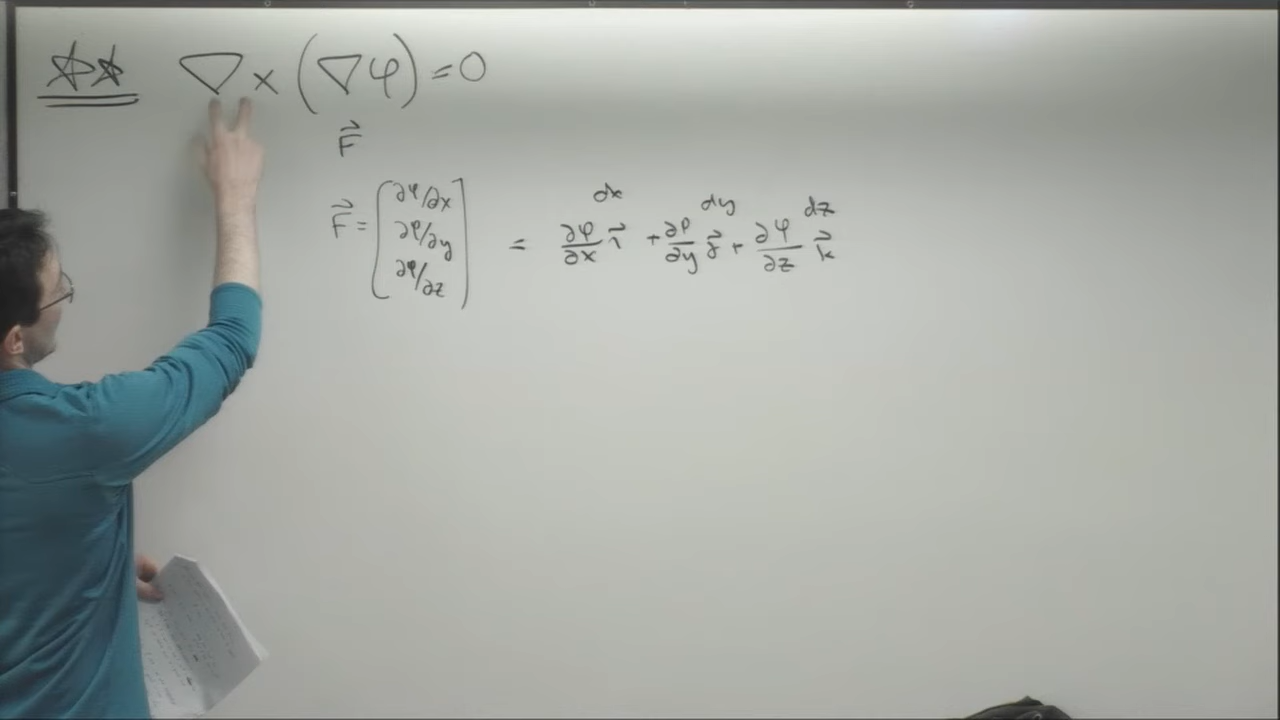 ☆☆ ∇ × (∇φ) = 0
F⃗
dx dy dz
F⃗ = [∂φ/∂x ∂φ/∂y ∂φ/∂z] = ∂φ/∂x i⃗ + ∂φ/∂y j⃗ + ∂φ/∂z k⃗